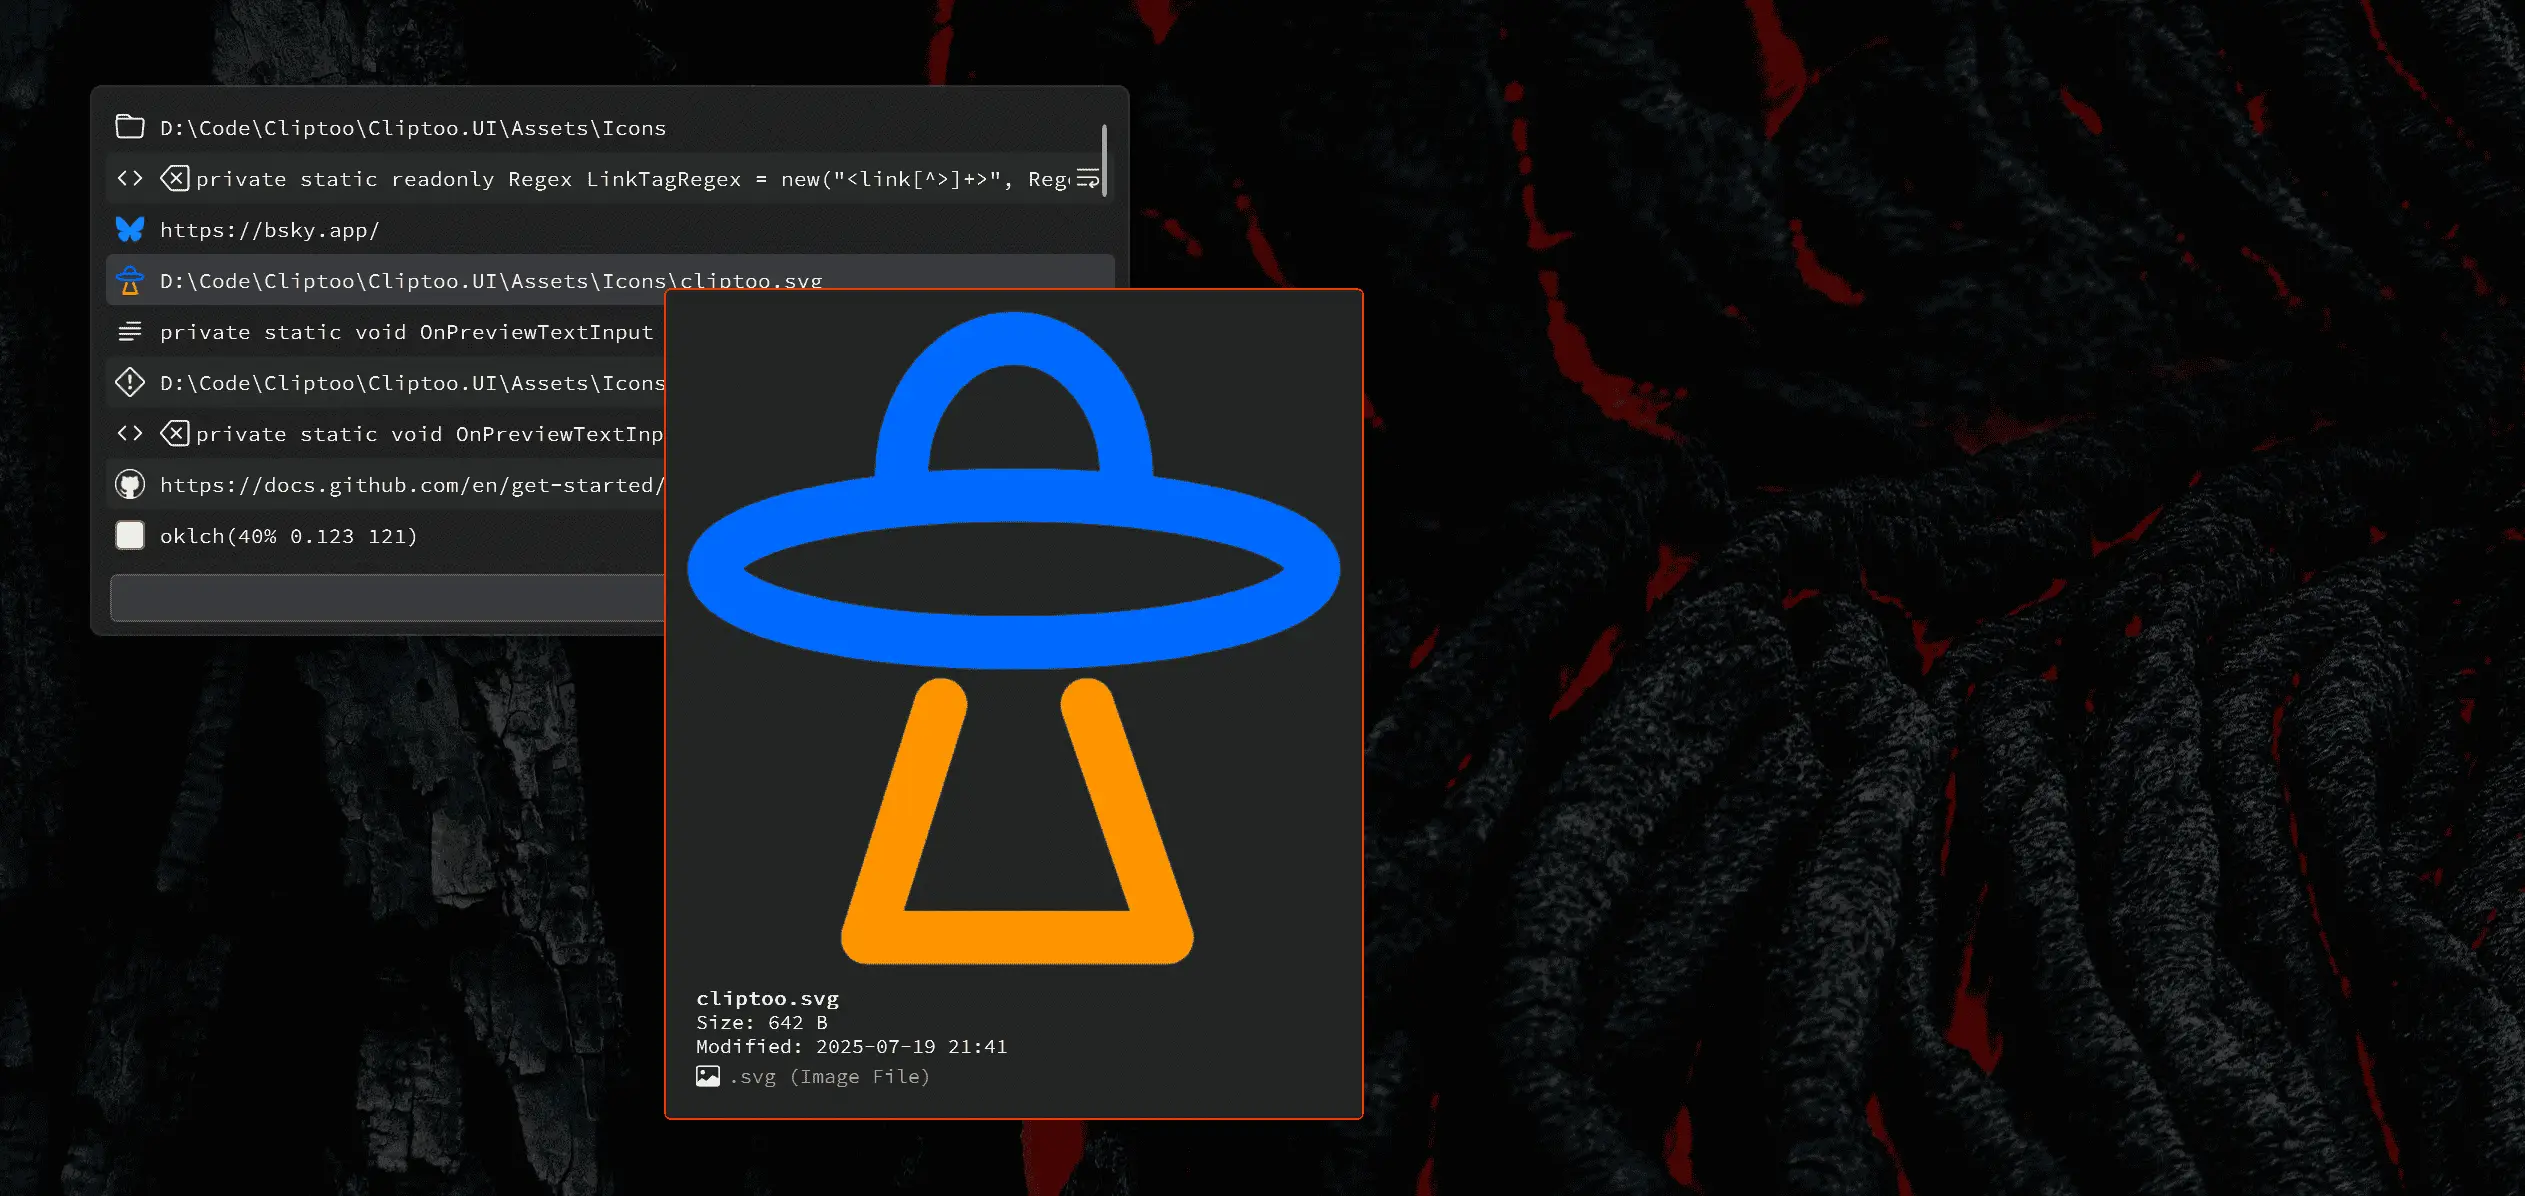 D:\Code\Cliptoo\Cliptoo.UI\Assets\Icons
private static readonly Regex LinkTagRegex = new("<link[^>]+>", Reg
https://bsky.app/
D:\Code\Cliptoo\Cliptoo.UI\Assets\Icons\cliptoo.svg
private static void OnPreviewTextInput
D:\Code\Cliptoo\Cliptoo.UI\Assets\Icons
private static void OnPreviewTextInp
https://docs.github.com/en/get-started/
oklch(40% 0.123 121)
cliptoo.svg
Size: 642 B
Modified: 2025-07-19 21:41
.svg (Image File)